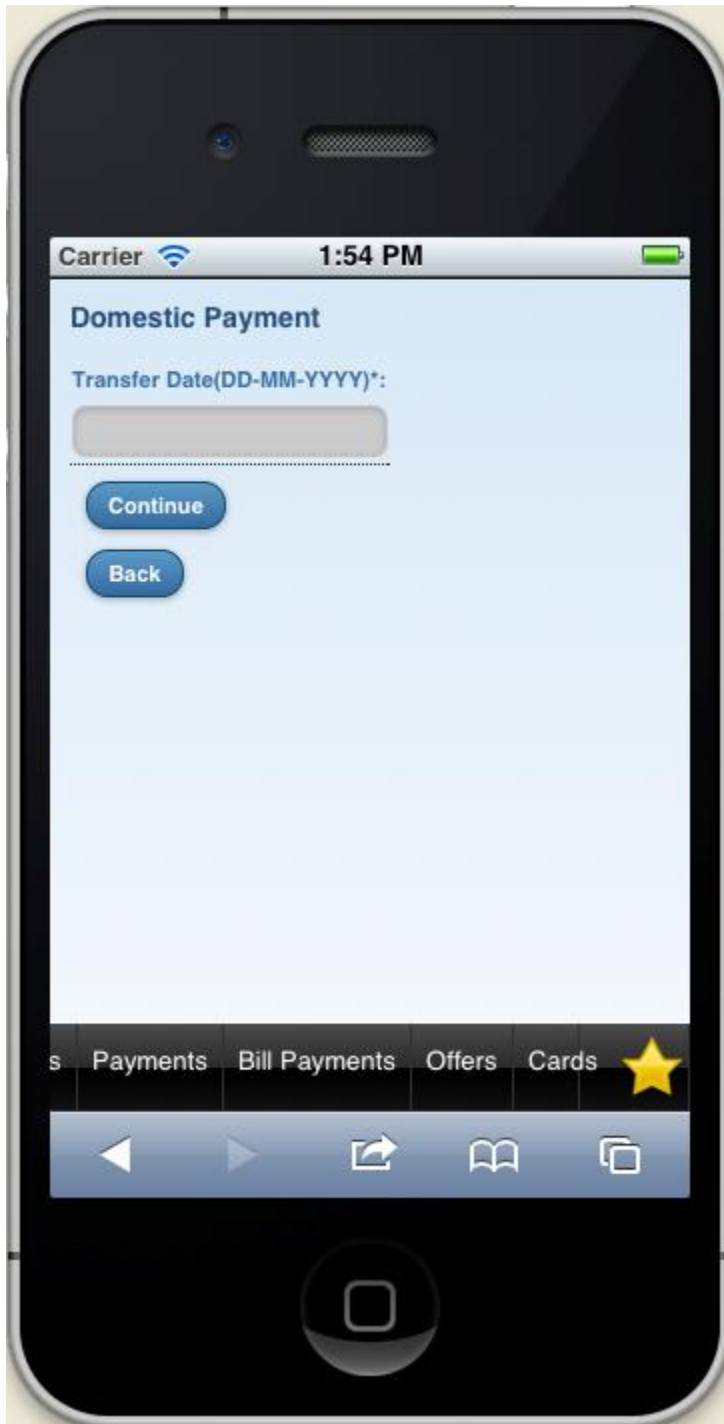 Carrier 1:54 PM
Domestic Payment
Transfer Date(DD-MM-YYYY)*:
Continue
Back
s Payments Bill Payments Offers Cards